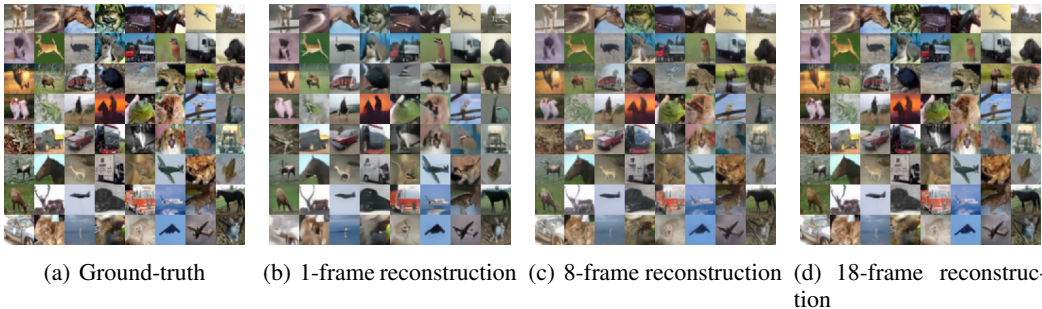 (a) Ground-truth
(b) 1-frame reconstruction
(c) 8-frame reconstruction
(d) 18-frame reconstruc-
tion